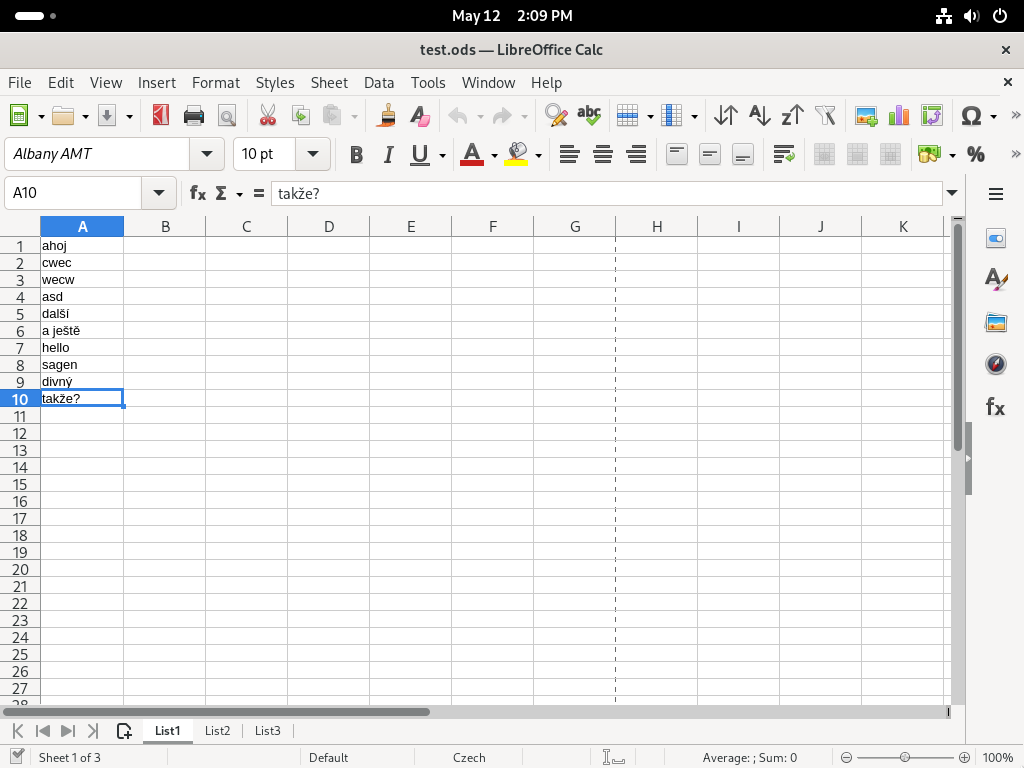 May 12 2:09 PM
test.ods — LibreOffice Calc
File Edit View Insert Format Styles Sheet Data Tools Window Help
Albany AMT 10 pt
A10 takže?
A B C D E F G H I J K
1 ahoj
2 cwec
3 wecw
4 asd
5 další
6 a ještě
7 hello
8 sagen
9 divný
10 takže?
11
12
13
14
15
16
17
18
19
20
21
22
23
24
25
26
27
28
List1 List2 List3
Sheet 1 of 3 Default Czech Average: ; Sum: 0 100%